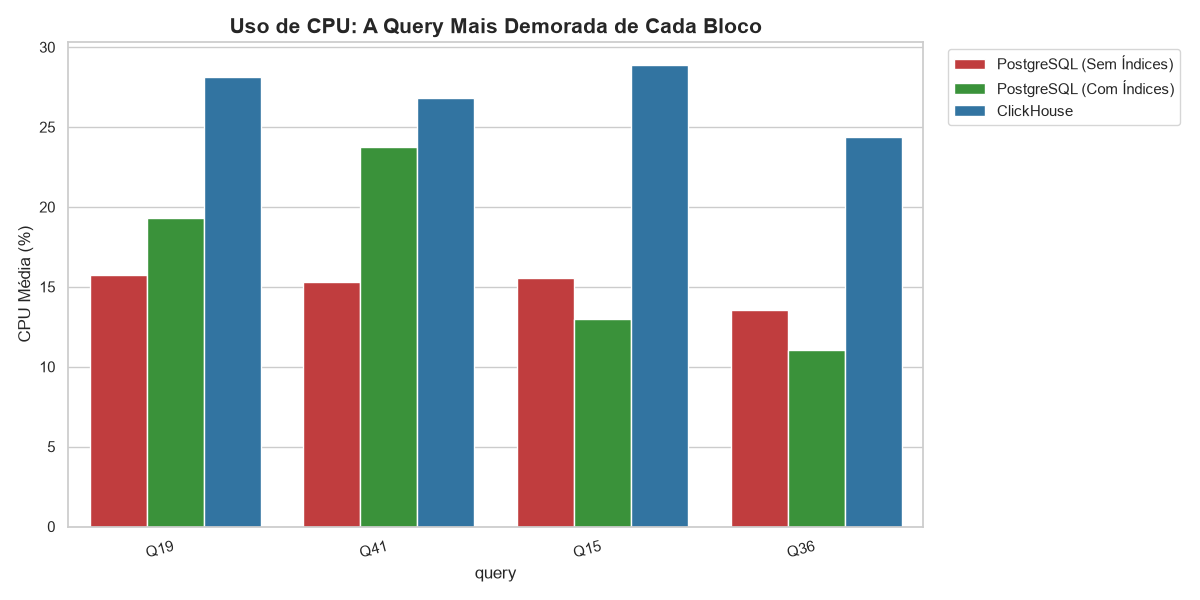 Uso de CPU: A Query Mais Demorada de Cada Bloco
PostgreSQL (Sem Índices)
PostgreSQL (Com Índices)
ClickHouse
CPU Média (%)
30
25
20
15
10
5
0
Q19
Q41
Q15
Q36
query